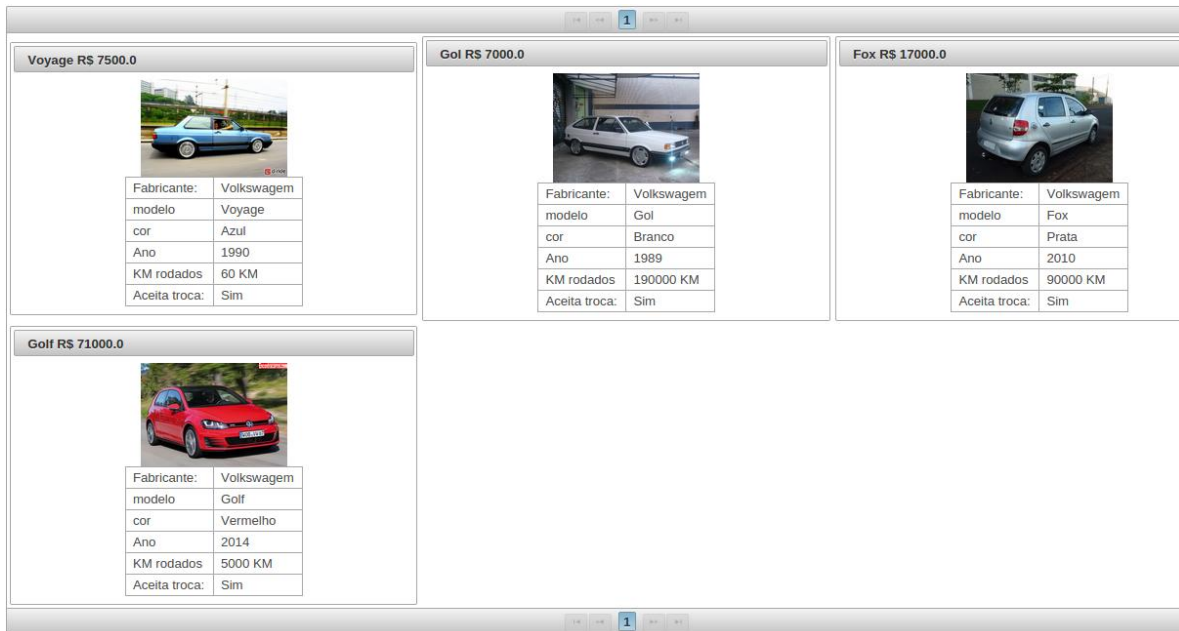 1
Voyage R$ 7500.0
Fabricante: Volkswagem
modelo Voyage
cor Azul
Ano 1990
KM rodados 60 KM
Aceita troca: Sim
Gol R$ 7000.0
Fabricante: Volkswagem
modelo Gol
cor Branco
Ano 1989
KM rodados 190000 KM
Aceita troca: Sim
Fox R$ 17000.0
Fabricante: Volkswagem
modelo Fox
cor Prata
Ano 2010
KM rodados 90000 KM
Aceita troca: Sim
Golf R$ 71000.0
Fabricante: Volkswagem
modelo Golf
cor Vermelho
Ano 2014
KM rodados 5000 KM
Aceita troca: Sim
1